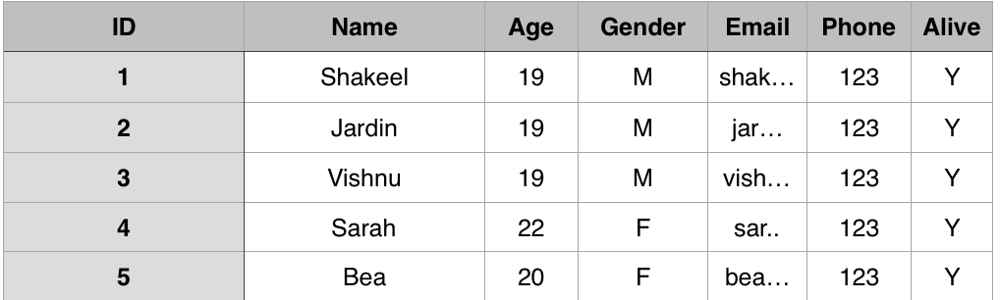 ID Name Age Gender Email Phone Alive
1 Shakeel 19 M shak… 123 Y
2 Jardin 19 M jar… 123 Y
3 Vishnu 19 M vish… 123 Y
4 Sarah 22 F sar.. 123 Y
5 Bea 20 F bea… 123 Y